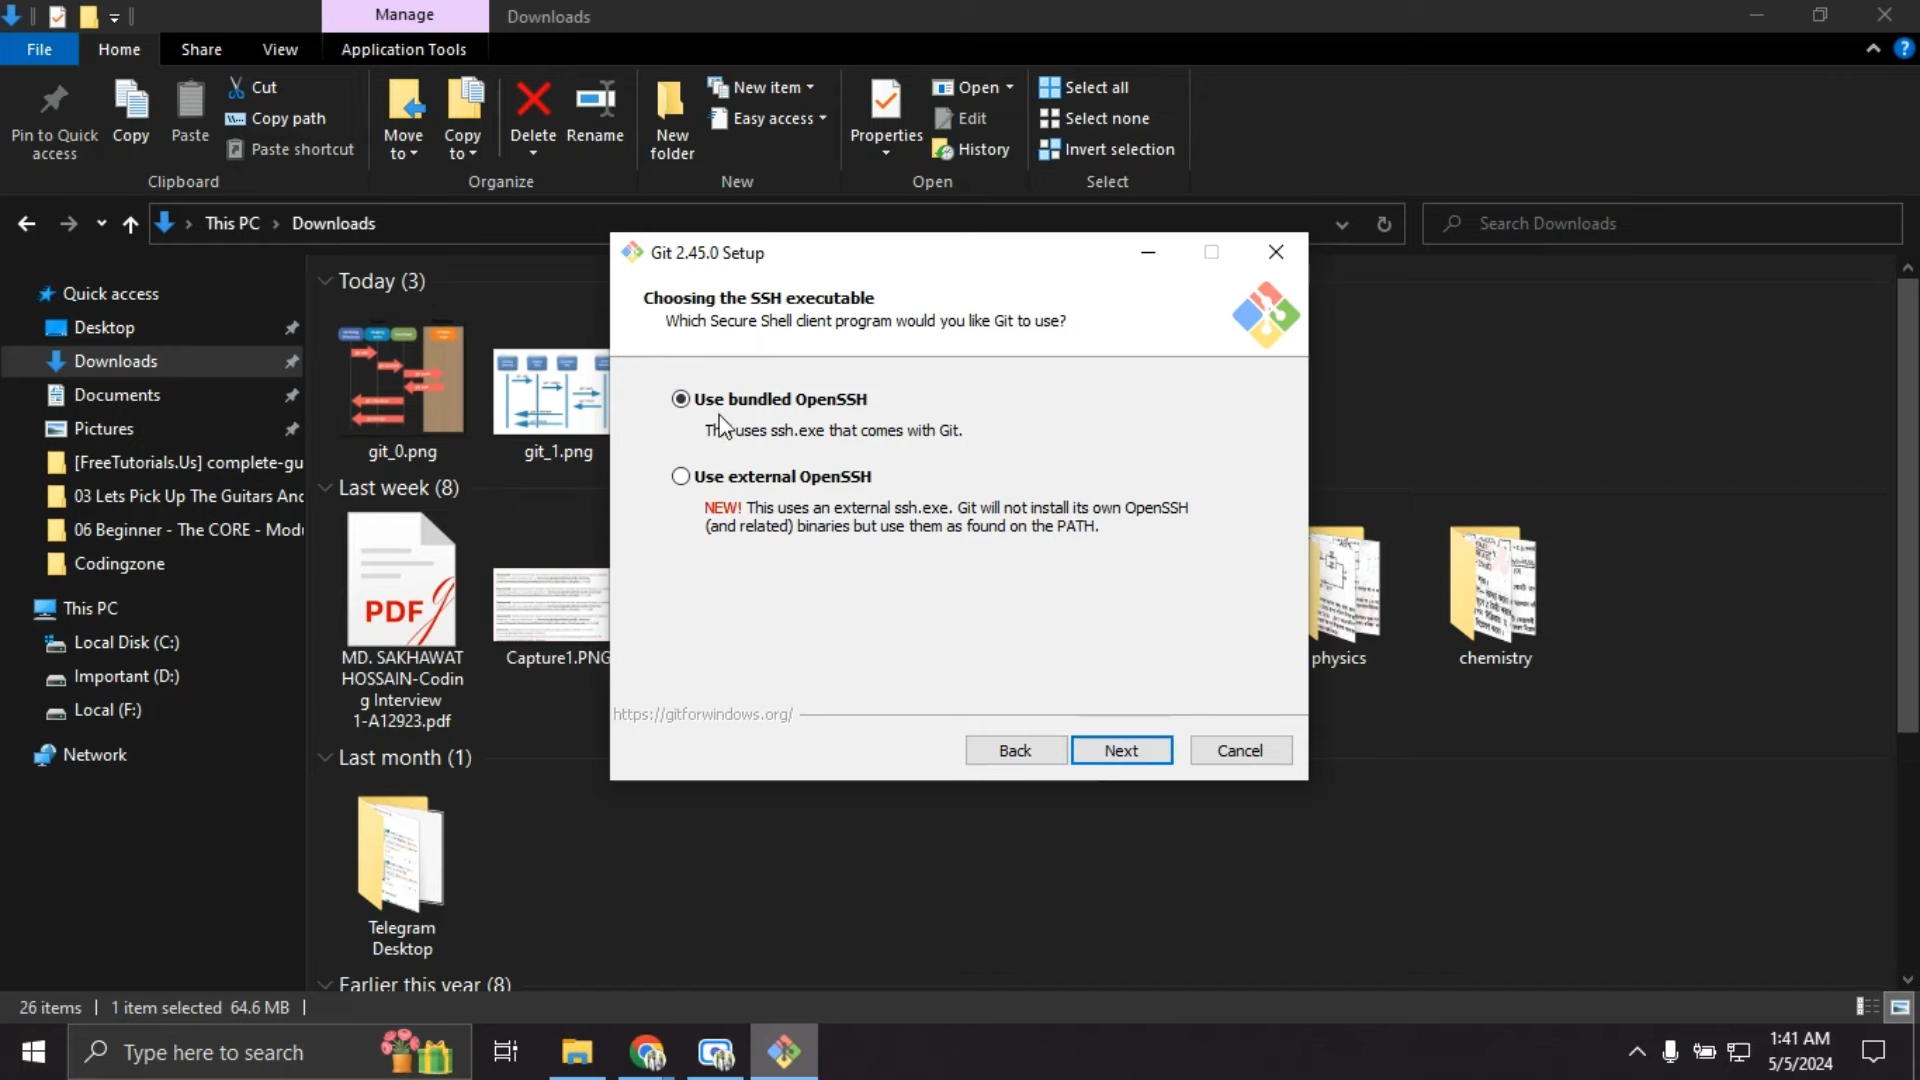 Manage
Downloads
File
Home
Share
View
Application Tools
Pin to Quick
access
Copy
Paste
Cut
Copy path
Paste shortcut
Clipboard
Move
to
Copy
to
Delete
Rename
Organize
New
folder
New item
Easy access
New
Properties
Open
Edit
History
Open
Select all
Select none
Invert selection
Select
This PC
Downloads
Search Downloads
Quick access
Desktop
Downloads
Documents
Pictures
[FreeTutorials.Us] complete-gu
03 Lets Pick Up The Guitars And
06 Beginner - The CORE - Modu
Codingzone
This PC
Local Disk (C:)
Important (D:)
Local (F:)
Network
Today (3)
git_0.png
git_1.png
Last week (8)
PDF
MD. SAKHAWAT
HOSSAIN-Codin
g Interview
1-A12923.pdf
Capture1.PNG
physics
chemistry
Last month (1)
Telegram
Desktop
Earlier this year (8)
Git 2.45.0 Setup
Choosing the SSH executable
Which Secure Shell client program would you like Git to use?
Use bundled OpenSSH
This uses ssh.exe that comes with Git.
Use external OpenSSH
NEW! This uses an external ssh.exe. Git will not install its own OpenSSH
(and related) binaries but use them as found on the PATH.
https://gitforwindows.org/
Back
Next
Cancel
26 items
1 item selected 64.6 MB
Type here to search
1:41 AM
5/5/2024